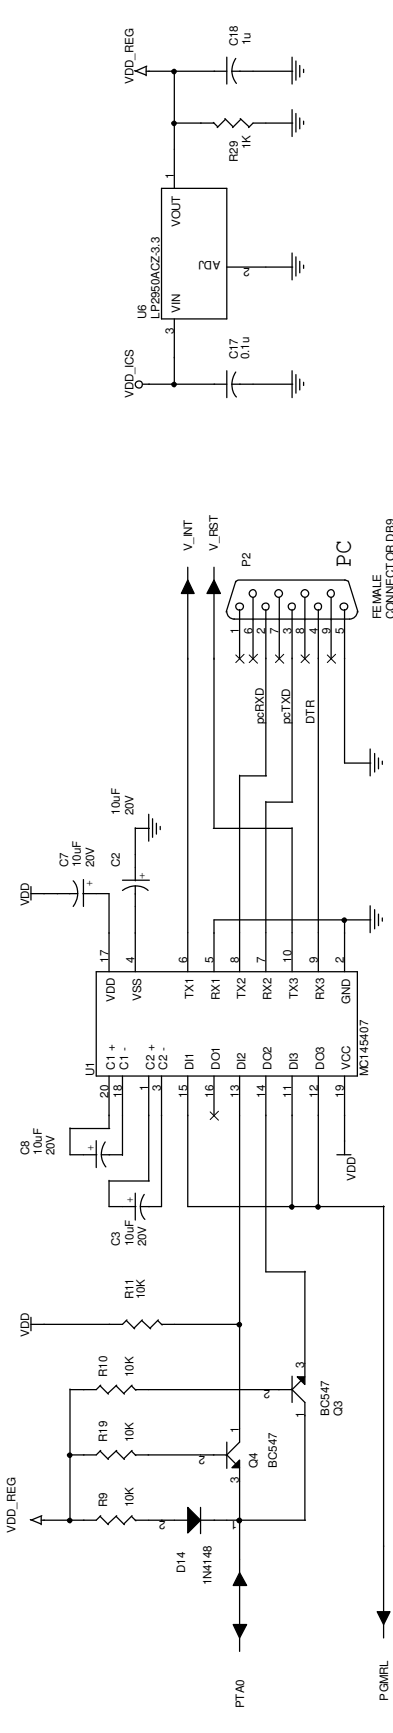 VDD_REG
C18
1u
R29
1K
U6
LP2950ACZ-3.3
VIN
VOUT
ADJ
3
1
2
VDD_ICS
C17
0.1u
V_INT
V_RST
P2
PC
FEMALE
CONNECTOR DB9
1
6
2
7
3
8
4
9
5
pcRXD
pcTXD
DTR
VDD
C7
10uF
20V
C2
10uF
20V
U1
MC145407
17
VDD
4
VSS
6
TX1
5
RX1
8
TX2
7
RX2
10
TX3
9
RX3
2
GND
20
C1 +
18
C1 -
1
C2 +
3
C2 -
15
DI1
16
DO1
13
DI2
14
DO2
11
DI3
12
DO3
19
VCC
VDD
C8
10uF
20V
C3
10uF
20V
VDD
R11
10K
R10
10K
R19
10K
R9
10K
VDD_REG
D14
1N4148
2
1
Q4
BC547
2
3
1
BC547
Q3
2
3
1
PTA0
PGMRL